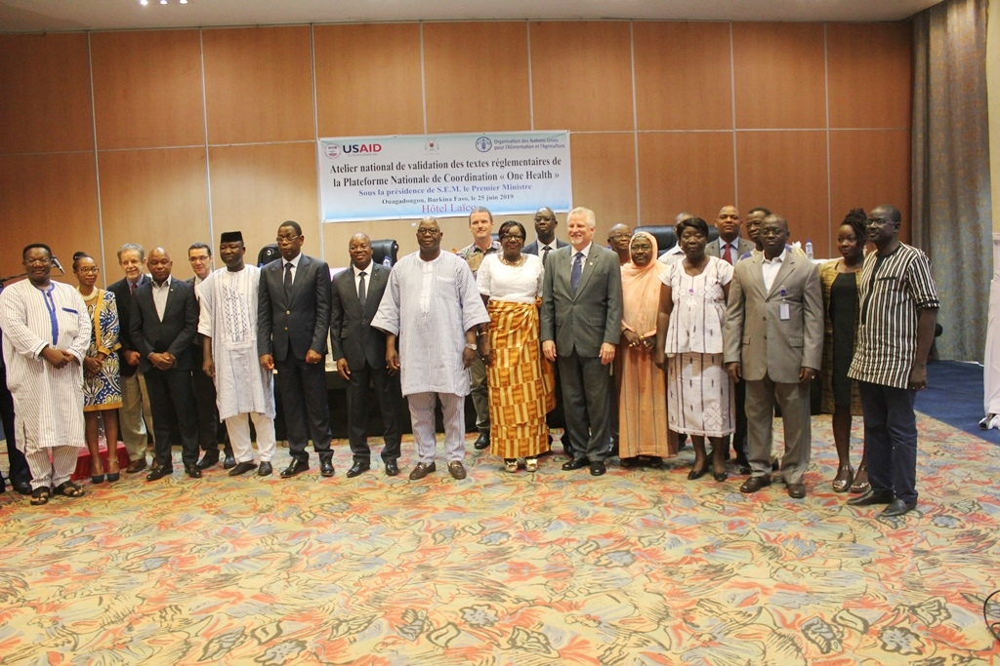 USAID
Organisation des Nations Unies
pour l'Alimentation et l'Agriculture
Atelier national de validation des textes réglementaires de
la Plateforme Nationale de Coordination « One Health »
Sous la présidence de S.E.M. le Premier Ministre
Ouagadougou, Burkina Faso, le 25 juin 2019
Hôtel Laïco